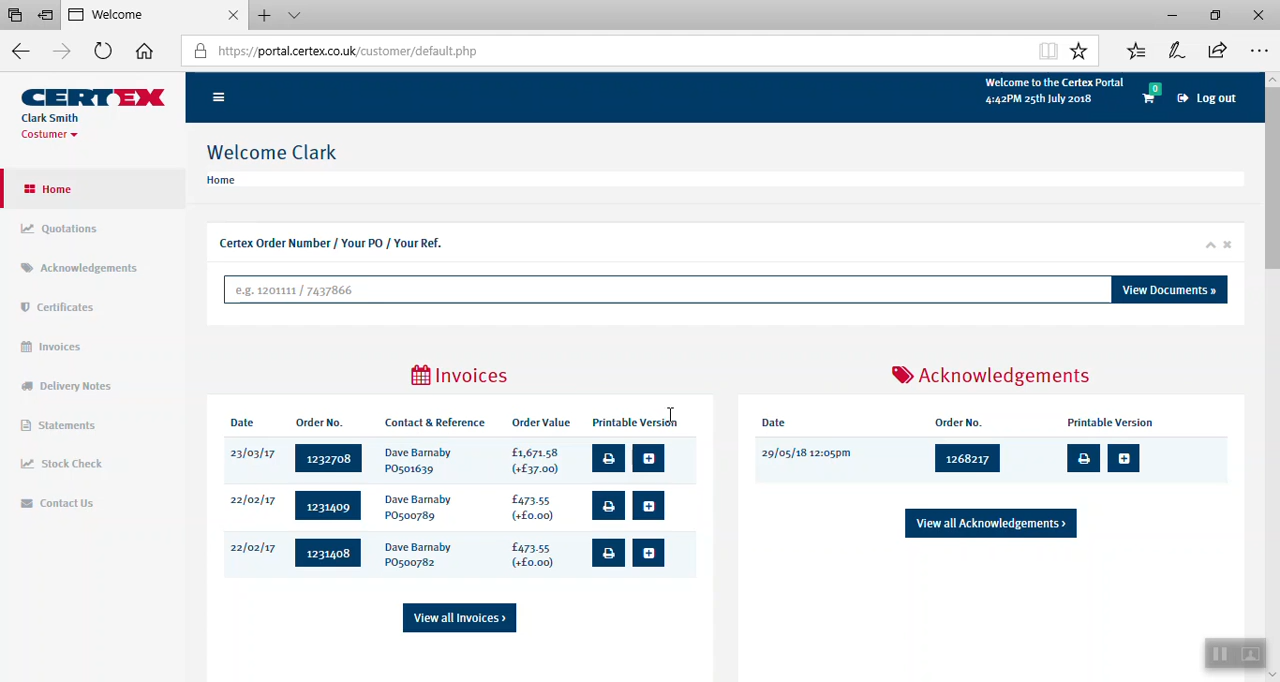 Welcome
https://portal.certex.co.uk/customer/default.php
CERTEX
Clark Smith
Costumer
Welcome to the Certex Portal
4:42PM 25th July 2018
0
Log out
Home
Quotations
Acknowledgements
Certificates
Invoices
Delivery Notes
Statements
Stock Check
Contact Us
Welcome Clark
Home
Certex Order Number / Your PO / Your Ref.
e.g. 1201111 / 7437866
View Documents »
Invoices
Date Order No. Contact & Reference Order Value Printable Version
23/03/17 1232708 Dave Barnaby £1,671.58
PO501639 (+£37.00)
22/02/17 1231409 Dave Barnaby £473.55
PO500789 (+£0.00)
22/02/17 1231408 Dave Barnaby £473.55
PO500782 (+£0.00)
View all Invoices ›
Acknowledgements
Date Order No. Printable Version
29/05/18 12:05pm 1268217
View all Acknowledgements ›